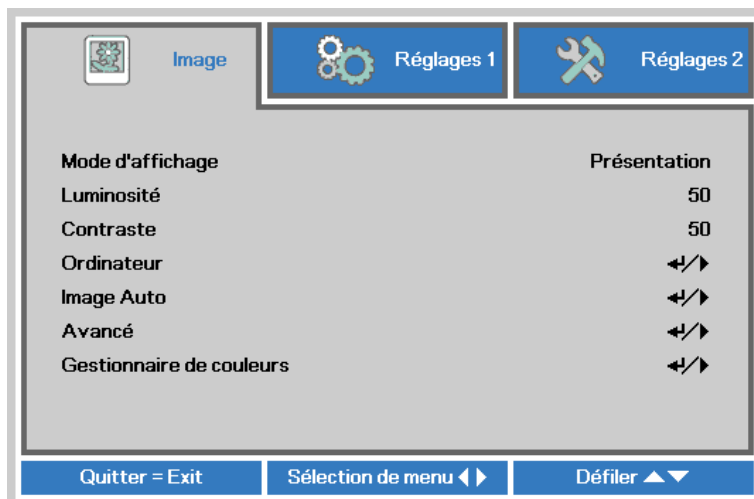 Image Réglages 1 Réglages 2
Mode d'affichage Présentation
Luminosité 50
Contraste 50
Ordinateur
Image Auto
Avancé
Gestionnaire de couleurs
Quitter = Exit Sélection de menu Défiler